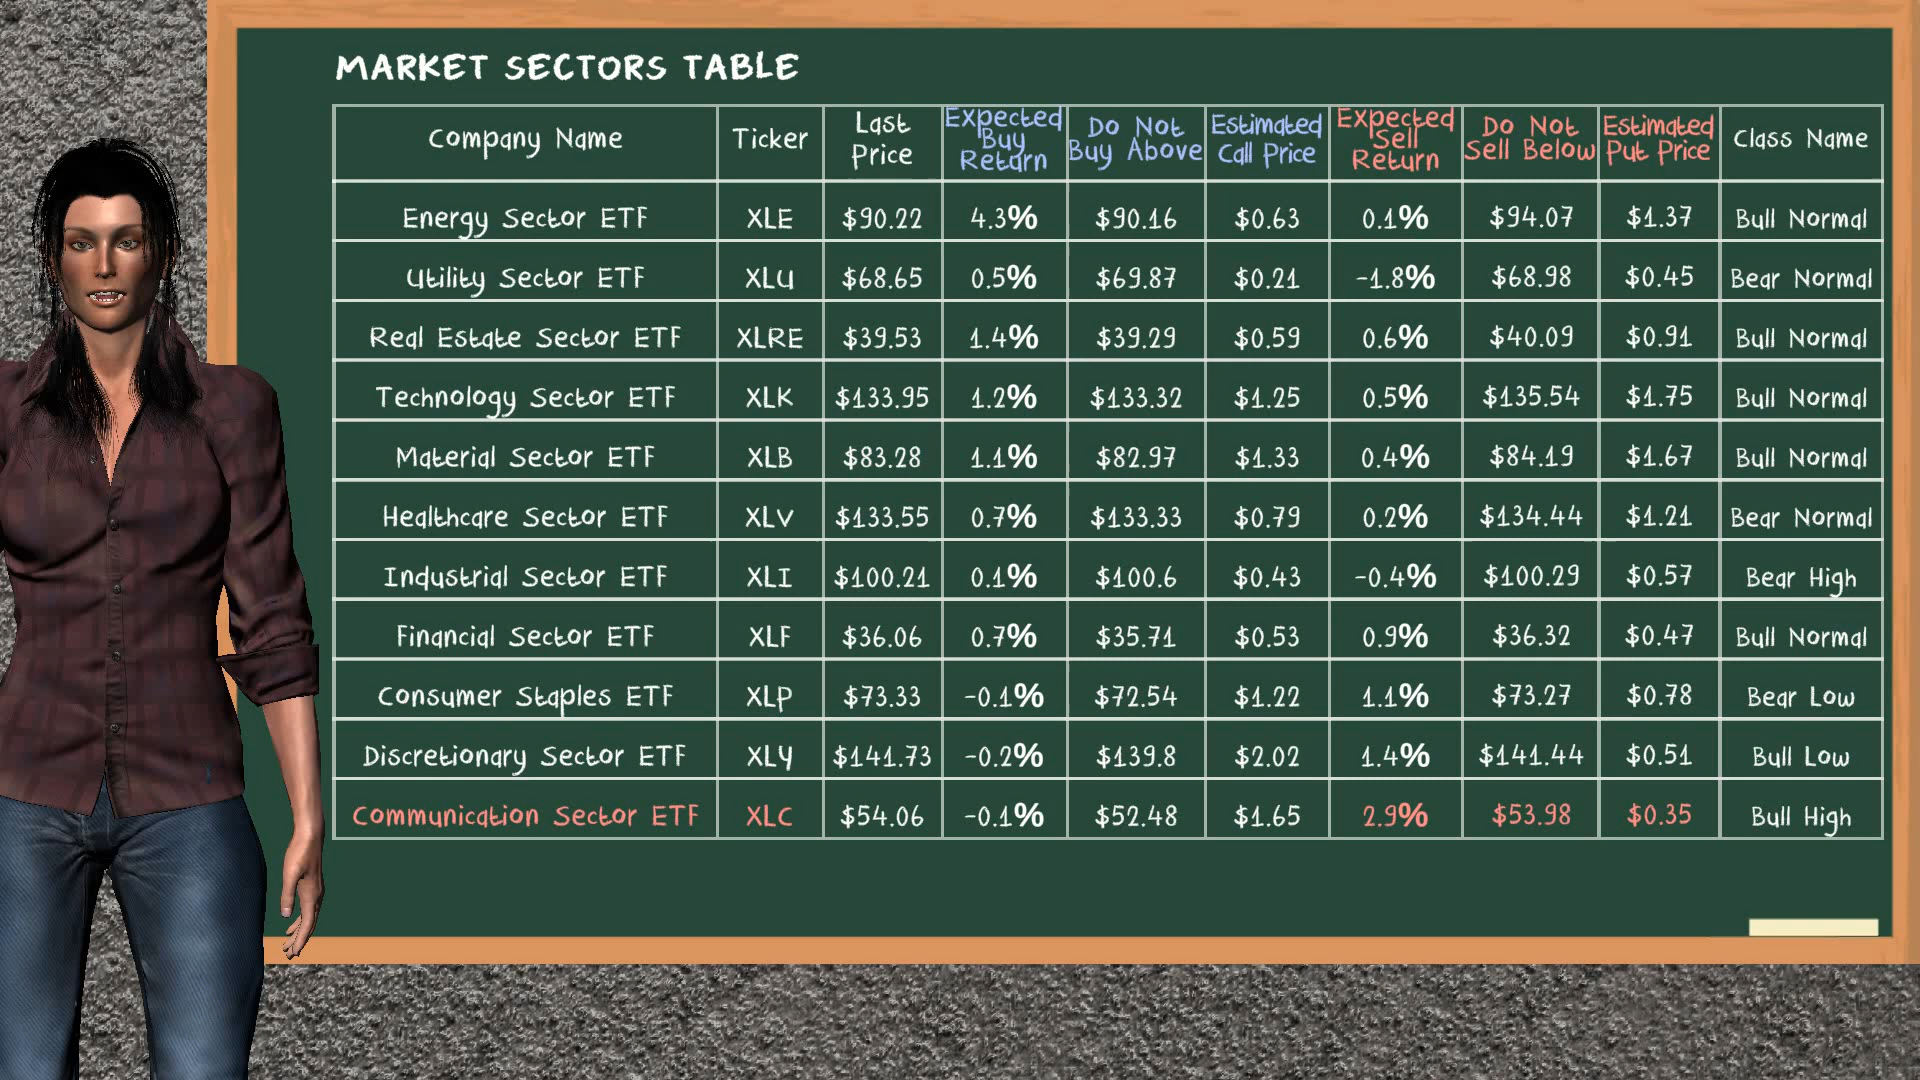 MARKET SECTORS TABLE
Company Name Ticker Last Price Expected Buy Return Do Not Buy Above Estimated Call Price Expected Sell Return Do Not Sell Below Estimated Put Price Class Name
Energy Sector ETF XLE $90.22 4.3% $90.16 $0.63 0.1% $94.07 $1.37 Bull Normal
Utility Sector ETF XLU $68.65 0.5% $69.87 $0.21 -1.8% $68.98 $0.45 Bear Normal
Real Estate Sector ETF XLRE $39.53 1.4% $39.29 $0.59 0.6% $40.09 $0.91 Bull Normal
Technology Sector ETF XLK $133.95 1.2% $133.32 $1.25 0.5% $135.54 $1.75 Bull Normal
Material Sector ETF XLB $83.28 1.1% $82.97 $1.33 0.4% $84.19 $1.67 Bull Normal
Healthcare Sector ETF XLV $133.55 0.7% $133.33 $0.79 0.2% $134.44 $1.21 Bear Normal
Industrial Sector ETF XLI $100.21 0.1% $100.6 $0.43 -0.4% $100.29 $0.57 Bear High
Financial Sector ETF XLF $36.06 0.7% $35.71 $0.53 0.9% $36.32 $0.47 Bull Normal
Consumer Staples ETF XLP $73.33 -0.1% $72.54 $1.22 1.1% $73.27 $0.78 Bear Low
Discretionary Sector ETF XLY $141.73 -0.2% $139.8 $2.02 1.4% $141.44 $0.51 Bull Low
Communication Sector ETF XLC $54.06 -0.1% $52.48 $1.65 2.9% $53.98 $0.35 Bull High